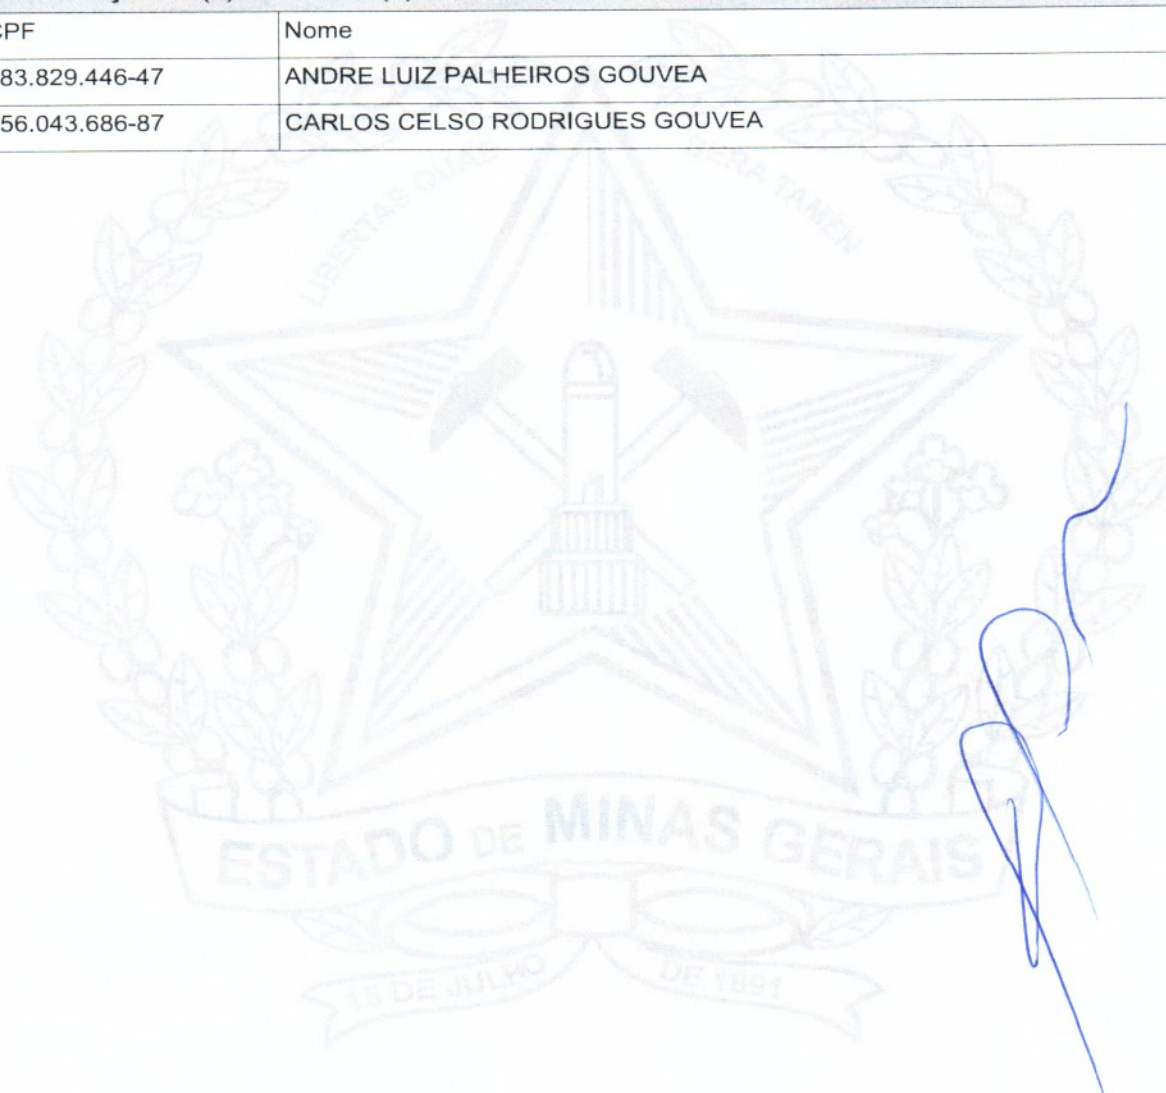 CPF Nome
83.829.446-47 ANDRE LUIZ PALHEIROS GOUVEA
56.043.686-87 CARLOS CELSO RODRIGUES GOUVEA
LIBERTAS QUAE SERA TAMEN
ESTADO DE MINAS GERAIS
15 DE JULHO DE 1891